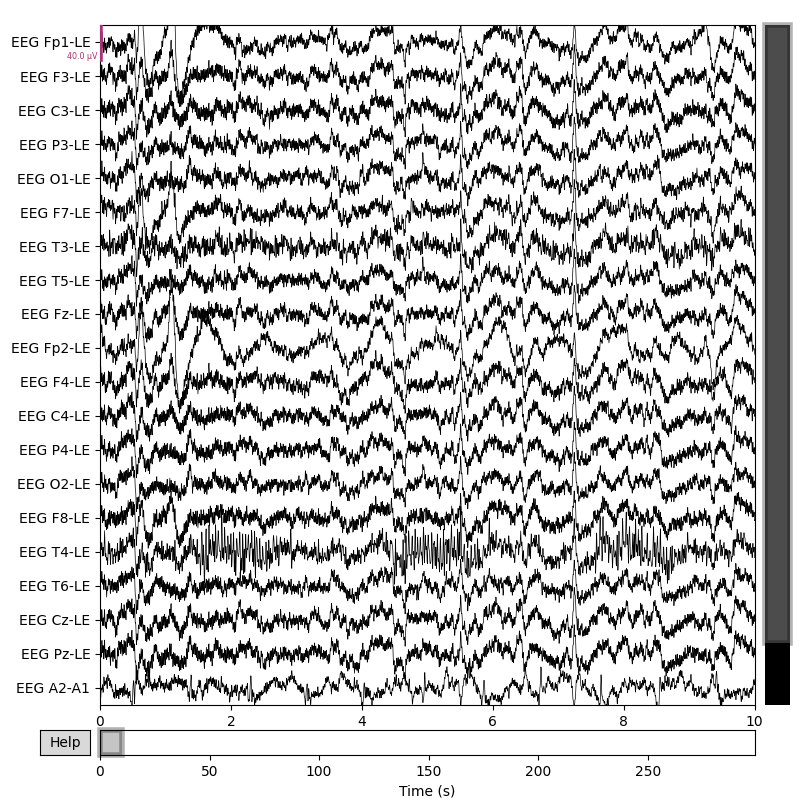 EEG Fp1-LE
40.0 µV
EEG F3-LE
EEG C3-LE
EEG P3-LE
EEG O1-LE
EEG F7-LE
EEG T3-LE
EEG T5-LE
EEG Fz-LE
EEG Fp2-LE
EEG F4-LE
EEG C4-LE
EEG P4-LE
EEG O2-LE
EEG F8-LE
EEG T4-LE
EEG T6-LE
EEG Cz-LE
EEG Pz-LE
EEG A2-A1
0 2 4 6 8 10
Help
0 50 100 150 200 250
Time (s)